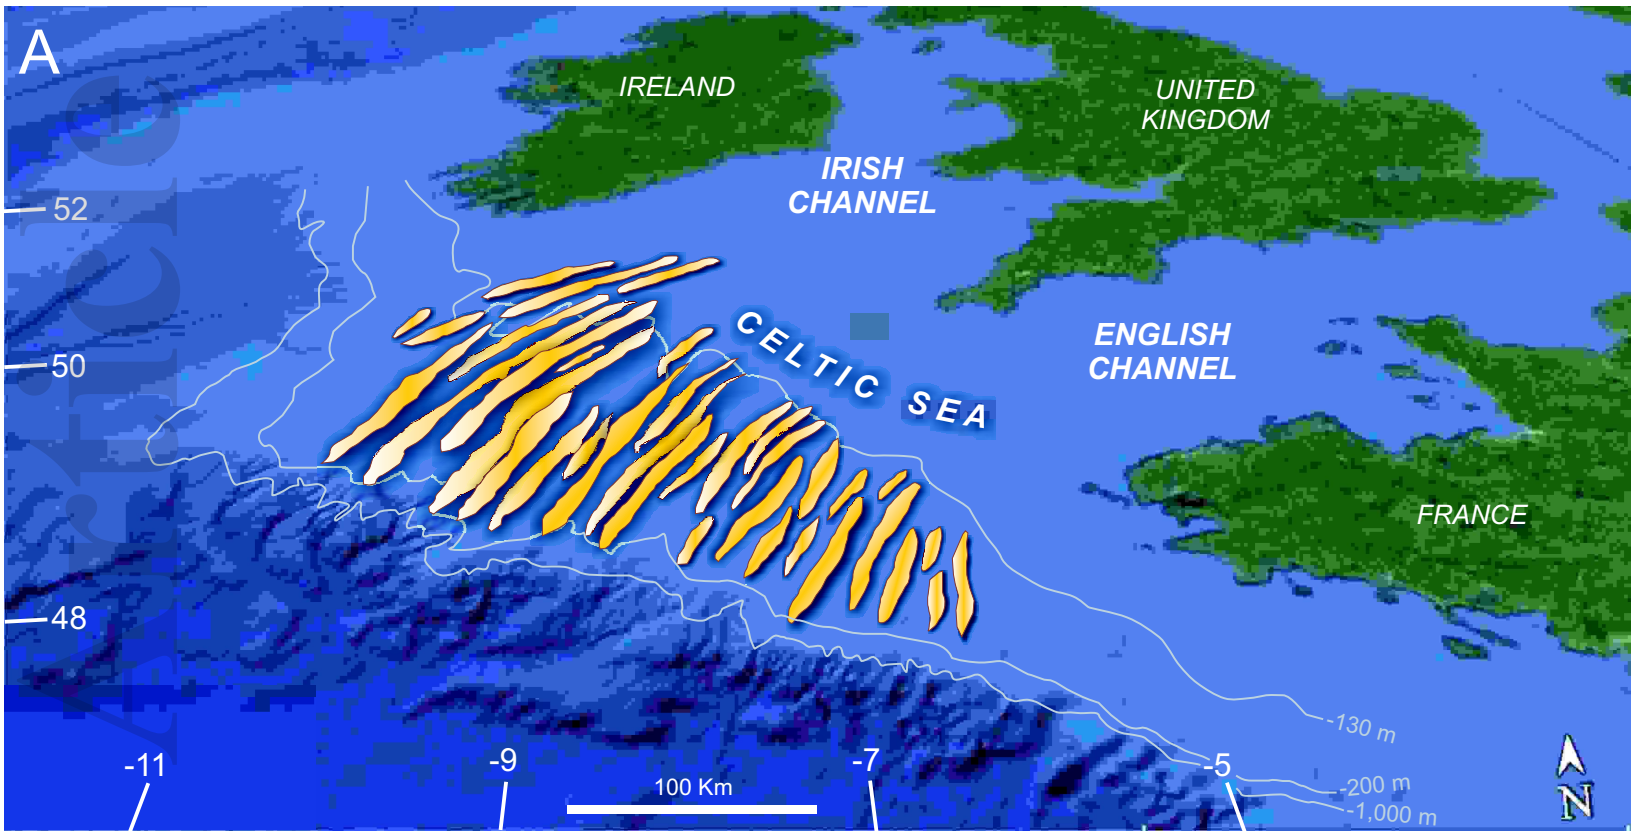 A
IRELAND
UNITED
KINGDOM
IRISH
CHANNEL
52
CELTIC SEA
ENGLISH
CHANNEL
50
FRANCE
48
Article
-130 m
-11
-9
-7
-5
100 Km
-200 m
-1,000 m
N